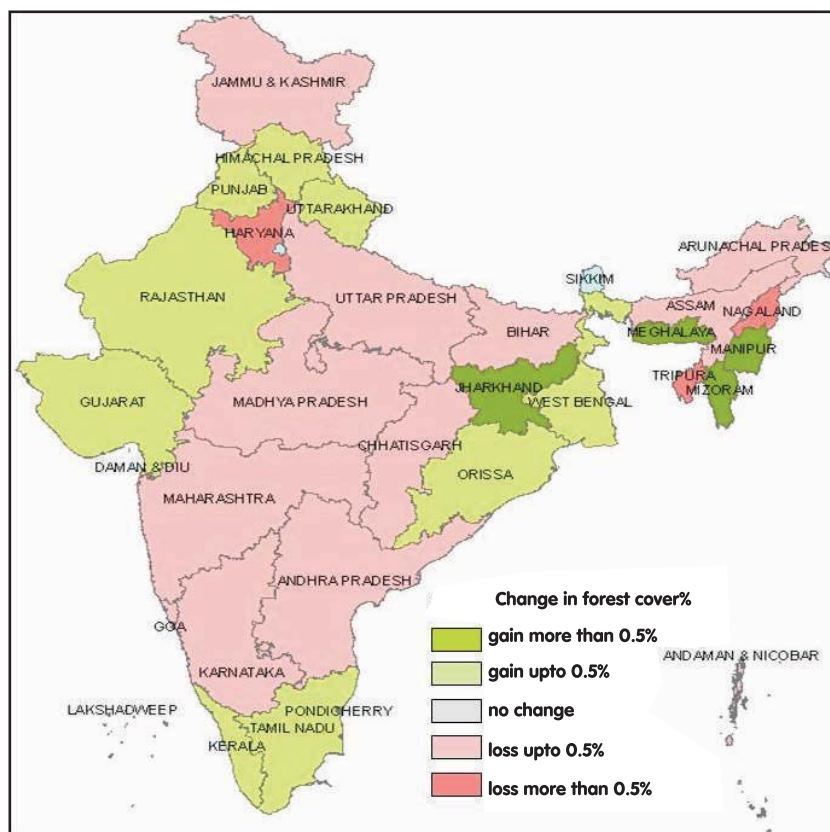 JAMMU & KASHMIR
HIMACHAL PRADESH
PUNJAB
UTTARAKHAND
HARYANA
ARUNACHAL PRADES
SIKKIM
RAJASTHAN
UTTAR PRADESH
ASSAM
NAGALAND
BIHAR
MEGHALAYA
MANIPUR
TRIPURA
MIZORAM
JHARKHAND
GUJARAT
MADHYA PRADESH
WEST BENGAL
CHHATISGARH
DAMAN & DIU
ORISSA
MAHARASHTRA
ANDHRA PRADESH
GOA
KARNATAKA
ANDAMAN & NICOBAR
LAKSHADWEEP
PONDICHERRY
TAMIL NADU
KERALA
Change in forest cover%
gain more than 0.5%
gain upto 0.5%
no change
loss upto 0.5%
loss more than 0.5%